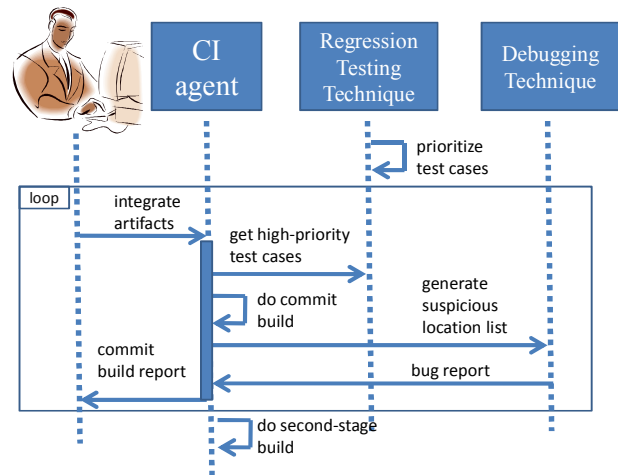 CI
agent
Regression
Testing
Technique
Debugging
Technique
prioritize
test cases
loop
integrate
artifacts
get high-priority
test cases
generate
suspicious
location list
do commit
build
commit
build report
bug report
do second-stage
build